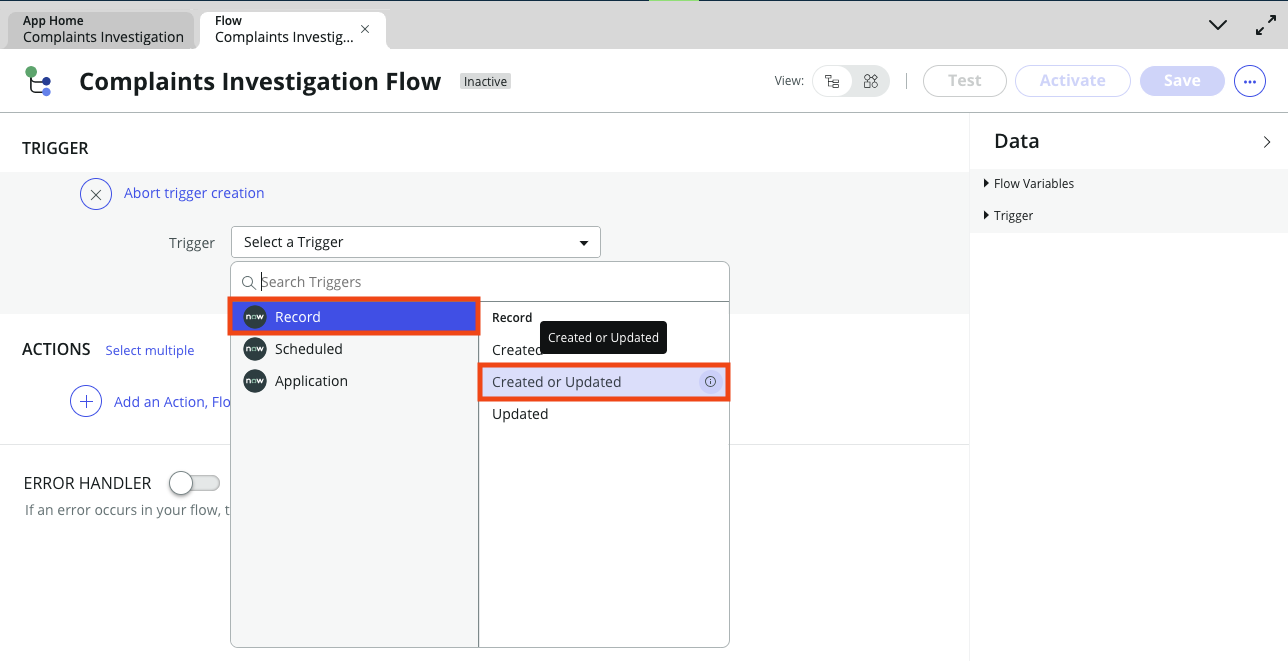 App Home
Complaints Investigation
Flow
Complaints Investig...
Complaints Investigation Flow
Inactive
View:
Test
Activate
Save
TRIGGER
Abort trigger creation
Trigger
Select a Trigger
Search Triggers
now Record
now Scheduled
now Application
Record
Created
Created or Updated
Created or Updated
Updated
ACTIONS
Select multiple
Add an Action, Flo
ERROR HANDLER
If an error occurs in your flow, t
Data
Flow Variables
Trigger